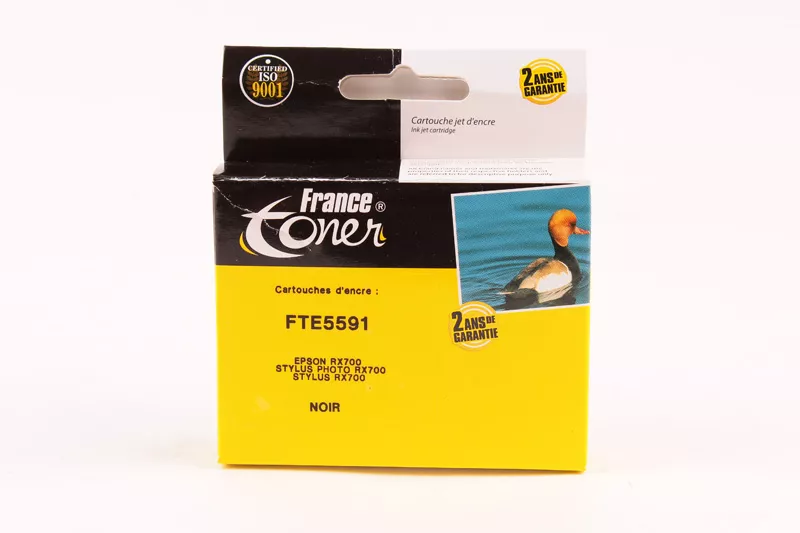 CERTIFIED
ISO
9001
2 ANS DE
GARANTIE
Cartouche jet d'encre
Ink jet cartridge
France
toner®
Cartouches d'encre :
FTE5591
2 ANS DE
GARANTIE
EPSON RX700
STYLUS PHOTO RX700
STYLUS RX700
NOIR